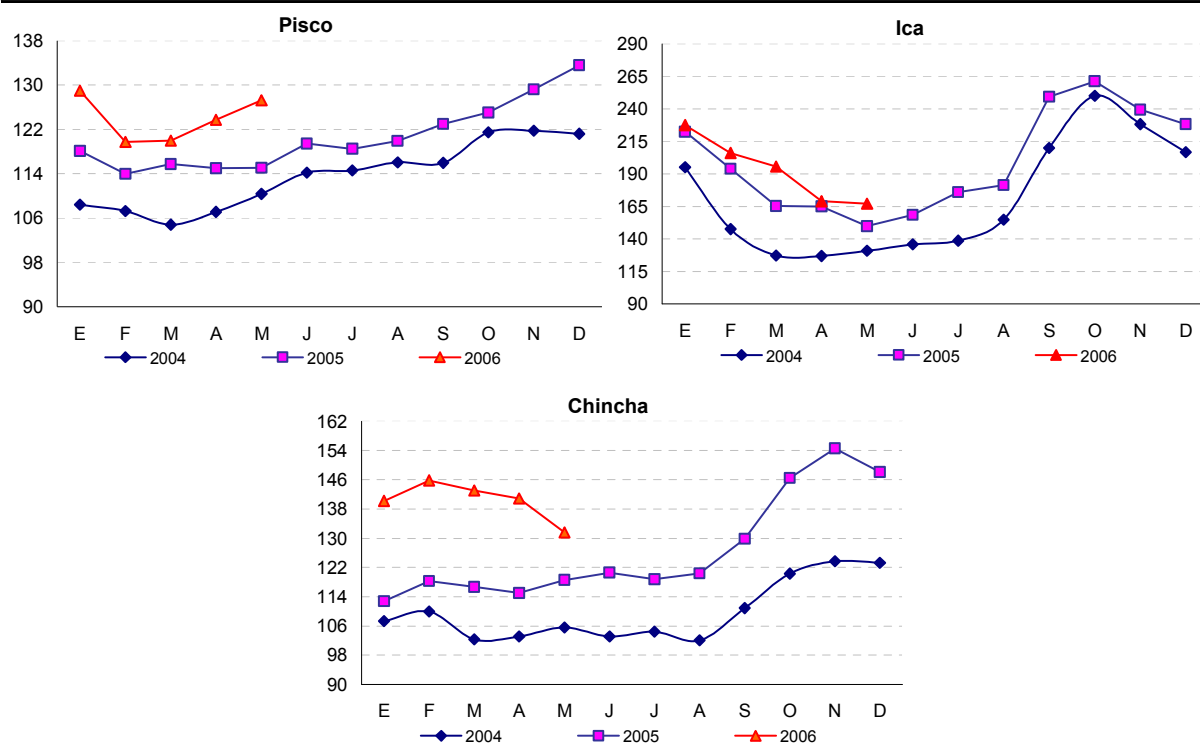 Pisco
138
130
122
114
106
98
90
E F M A M J J A S O N D
2004 2005 2006
Ica
290
265
240
215
190
165
140
115
90
E F M A M J J A S O N D
2004 2005 2006
Chincha
162
154
146
138
130
122
114
106
98
90
E F M A M J J A S O N D
2004 2005 2006